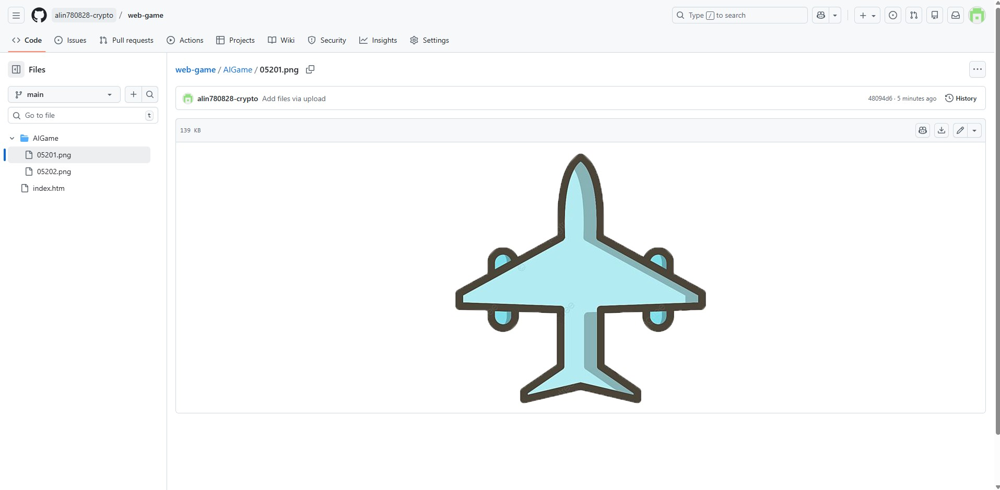 alin780828-crypto / web-game
Type / to search
Code Issues Pull requests Actions Projects Wiki Security Insights Settings
Files
main
Go to file t
AIGame
05201.png
05202.png
index.htm
web-game / AIGame / 05201.png
alin780828-crypto Add files via upload
48094d6 · 5 minutes ago History
139 KB